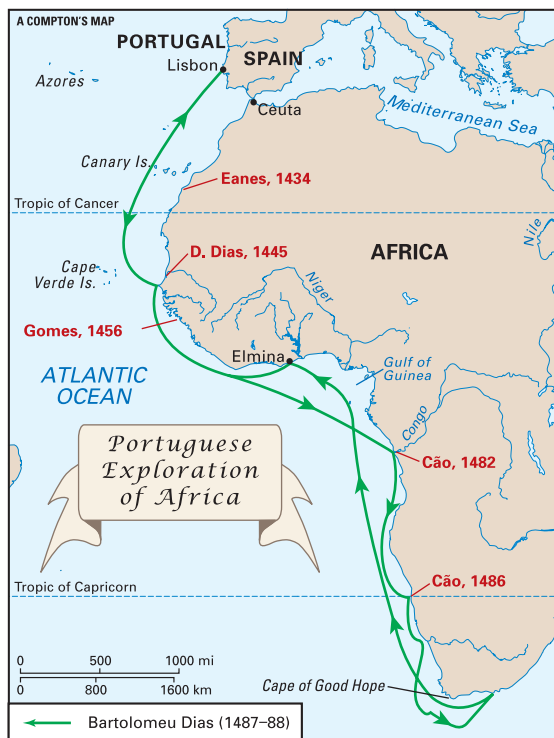 A COMPTON'S MAP
PORTUGAL
SPAIN
Lisbon
Azores
Ceuta
Mediterranean Sea
Canary Is.
Eanes, 1434
Tropic of Cancer
D. Dias, 1445
AFRICA
Nile
Cape
Verde Is.
Niger
Gomes, 1456
Elmina
Gulf of
Guinea
ATLANTIC
OCEAN
Congo
Portuguese
Exploration
of Africa
Cão, 1482
Tropic of Capricorn
Cão, 1486
0 500 1000 mi
0 800 1600 km
Cape of Good Hope
Bartolomeu Dias (1487–88)